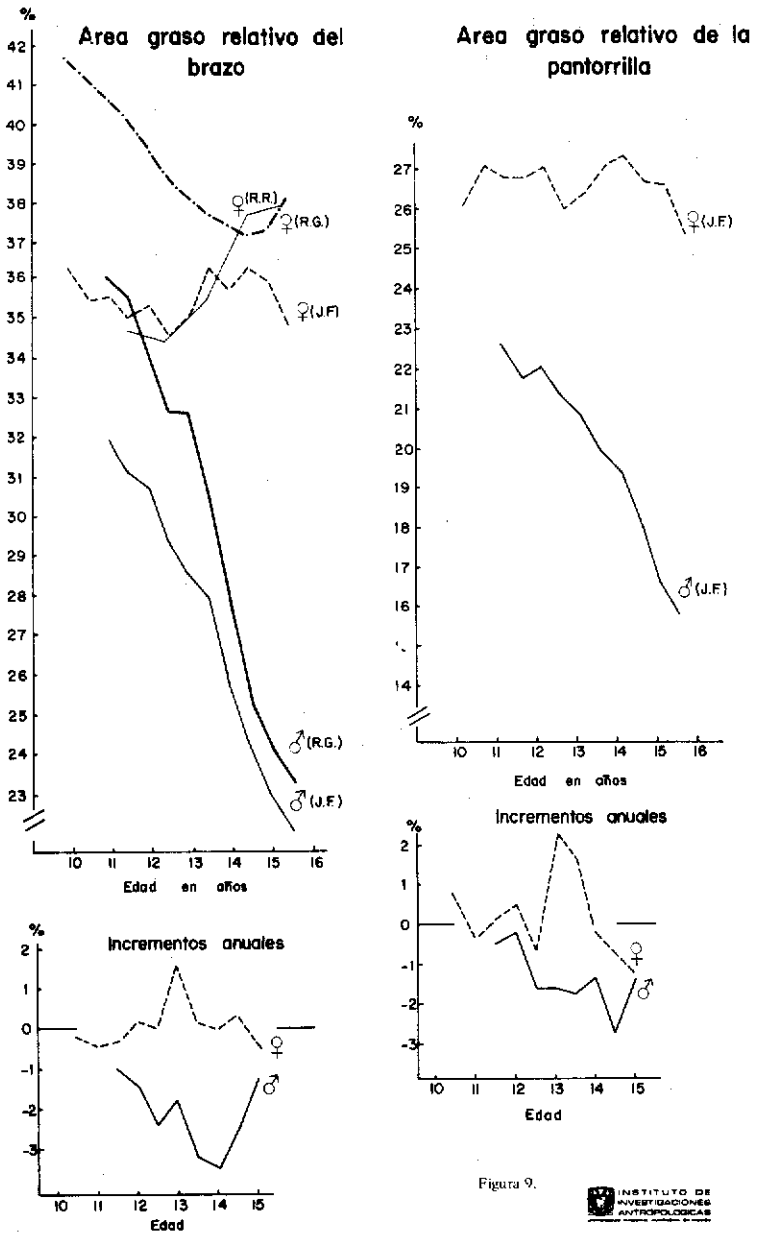 Area graso relativo del
brazo
%
42
41
40
39
38
37
36
35
34
33
32
31
30
29
28
27
26
25
24
23
♀(R.R.)
♀(R.G.)
♀(J.F)
♂(R.G.)
♂(J.F.)
10 11 12 13 14 15 16
Edad en años
Area graso relativo de la
pantorrilla
%
27
26
25
24
23
22
21
20
19
18
17
16
14
♀(J.F.)
♂(J.F.)
10 11 12 13 14 15 16
Edad en años
Incrementos anuales
%
2
1
0
-1
-2
-3
♀
♂
10 11 12 13 14 15
Edad
Incrementos anuales
%
2
1
0
-1
-2
-3
♀
♂
10 11 12 13 14 15
Edad
Figura 9.
INSTITUTO DE
INVESTIGACIONES
ANTROPOLOGICAS